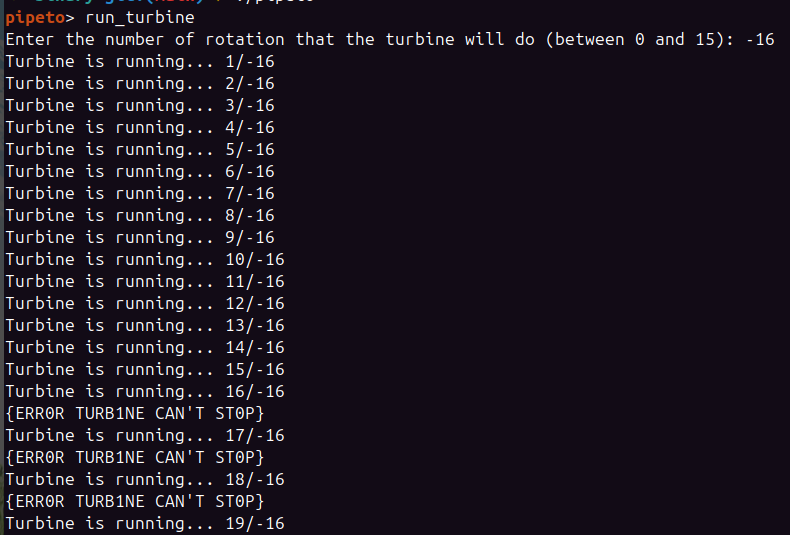 pipeto> run_turbine
Enter the number of rotation that the turbine will do (between 0 and 15): -16
Turbine is running... 1/-16
Turbine is running... 2/-16
Turbine is running... 3/-16
Turbine is running... 4/-16
Turbine is running... 5/-16
Turbine is running... 6/-16
Turbine is running... 7/-16
Turbine is running... 8/-16
Turbine is running... 9/-16
Turbine is running... 10/-16
Turbine is running... 11/-16
Turbine is running... 12/-16
Turbine is running... 13/-16
Turbine is running... 14/-16
Turbine is running... 15/-16
Turbine is running... 16/-16
{ERR0R TURB1NE CAN'T ST0P}
Turbine is running... 17/-16
{ERR0R TURB1NE CAN'T ST0P}
Turbine is running... 18/-16
{ERR0R TURB1NE CAN'T ST0P}
Turbine is running... 19/-16